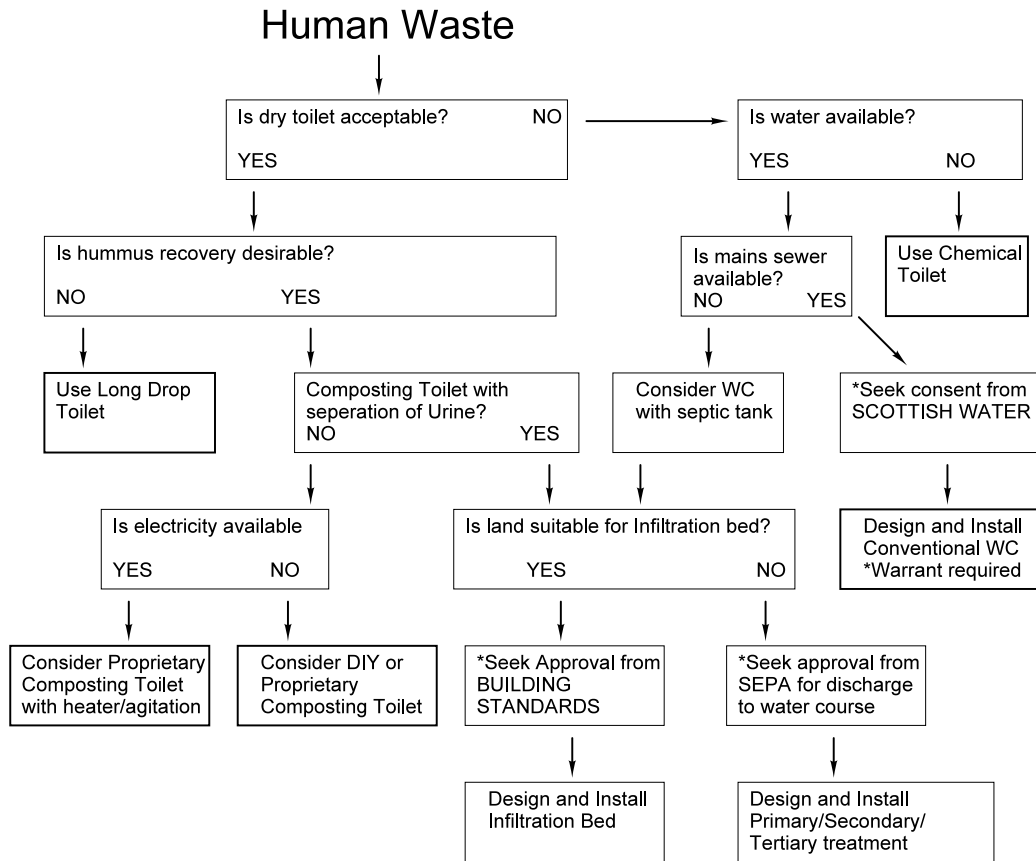 Human Waste
Is dry toilet acceptable? NO
YES
Is water available?
YES NO
Is hummus recovery desirable?
NO YES
Is mains sewer
available?
NO YES
Use Chemical
Toilet
Use Long Drop
Toilet
Composting Toilet with
seperation of Urine?
NO YES
Consider WC
with septic tank
*Seek consent from
SCOTTISH WATER
Is electricity available
YES NO
Is land suitable for Infiltration bed?
YES NO
Design and Install
Conventional WC
*Warrant required
Consider Proprietary
Composting Toilet
with heater/agitation
Consider DIY or
Proprietary
Composting Toilet
*Seek Approval from
BUILDING
STANDARDS
*Seek approval from
SEPA for discharge
to water course
Design and Install
Infiltration Bed
Design and Install
Primary/Secondary/
Tertiary treatment